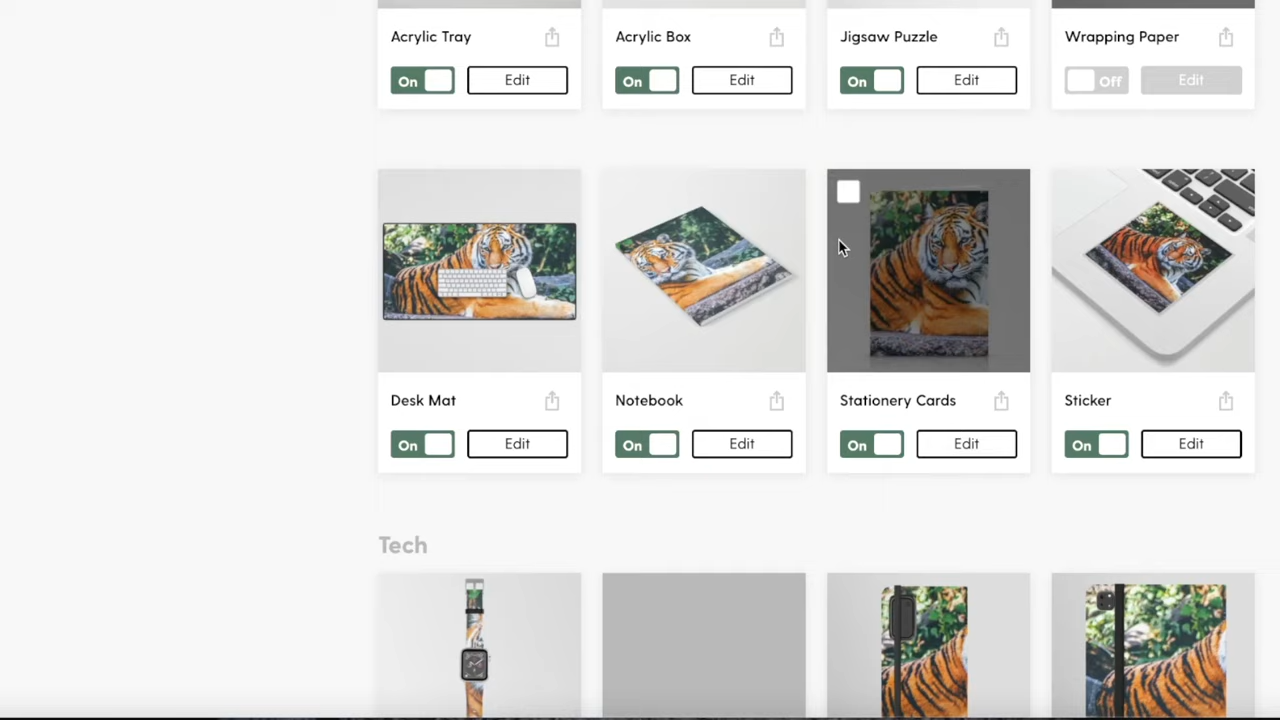 Acrylic Tray
Acrylic Box
Jigsaw Puzzle
Wrapping Paper
On
Edit
On
Edit
On
Edit
Off
Edit
Desk Mat
Notebook
Stationery Cards
Sticker
On
Edit
On
Edit
On
Edit
On
Edit
Tech